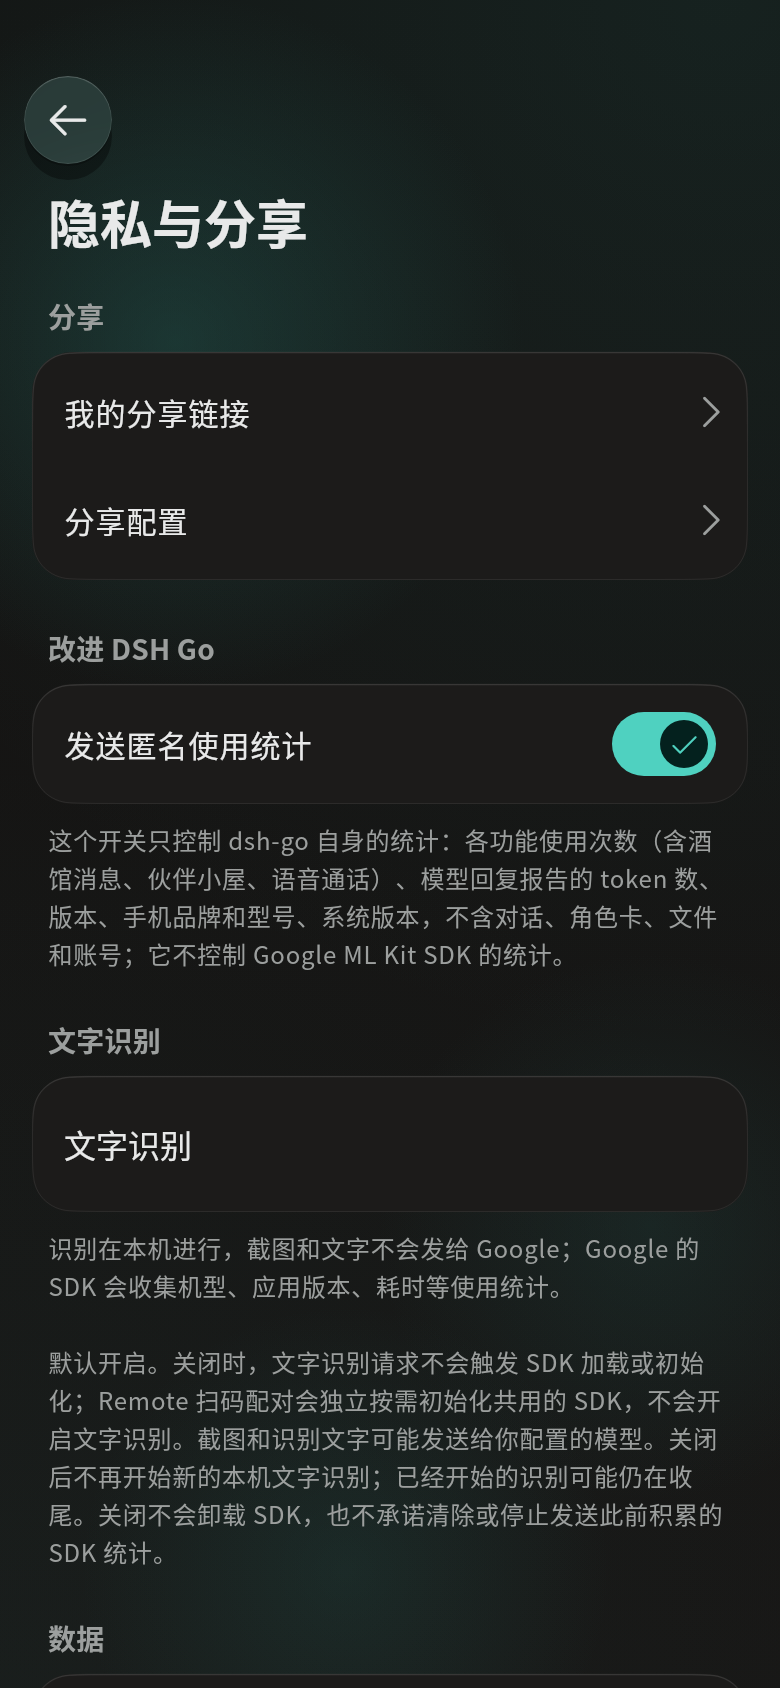 隐私与分享
分享
我的分享链接
分享配置
改进 DSH Go
发送匿名使用统计
这个开关只控制 dsh-go 自身的统计：各功能使用次数（含酒
馆消息、伙伴小屋、语音通话）、模型回复报告的 token 数、
版本、手机品牌和型号、系统版本，不含对话、角色卡、文件
和账号；它不控制 Google ML Kit SDK 的统计。
文字识别
文字识别
识别在本机进行，截图和文字不会发给 Google；Google 的
SDK 会收集机型、应用版本、耗时等使用统计。
默认开启。关闭时，文字识别请求不会触发 SDK 加载或初始
化；Remote 扫码配对会独立按需初始化共用的 SDK，不会开
启文字识别。截图和识别文字可能发送给你配置的模型。关闭
后不再开始新的本机文字识别；已经开始的识别可能仍在收
尾。关闭不会卸载 SDK，也不承诺清除或停止发送此前积累的
SDK 统计。
数据